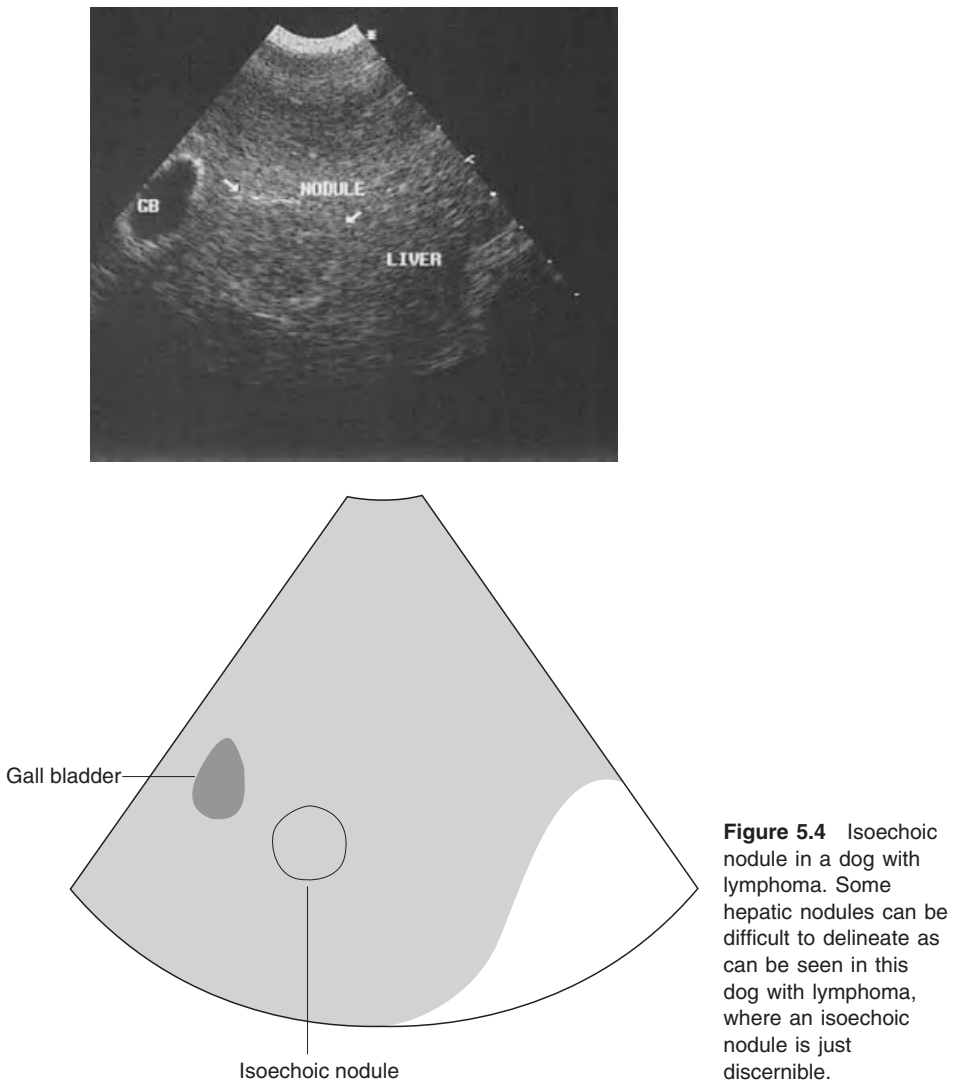 NODULE
GB
LIVER
Gall bladder
Isoechoic nodule
Figure 5.4 Isoechoic
nodule in a dog with
lymphoma. Some
hepatic nodules can be
difficult to delineate as
can be seen in this
dog with lymphoma,
where an isoechoic
nodule is just
discernible.